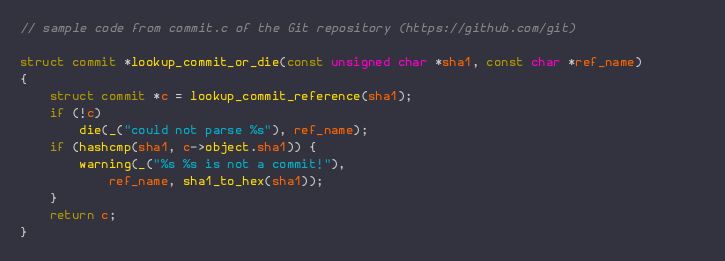 // sample code from commit.c of the Git repository (https://github.com/git)
struct commit *lookup_commit_or_die(const unsigned char *sha1, const char *ref_name)
{
    struct commit *c = lookup_commit_reference(sha1);
    if (!c)
        die(_("could not parse %s"), ref_name);
    if (hashcmp(sha1, c->object.sha1)) {
        warning(_("%s %s is not a commit!"),
            ref_name, sha1_to_hex(sha1));
    }
    return c;
}